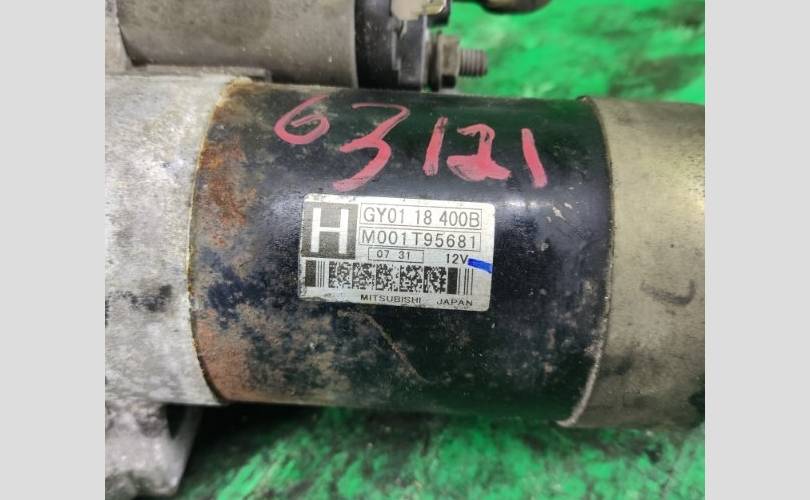 63121
H
GY01 18 400B
M001T95681
07 31 12V
MITSUBISHI JAPAN